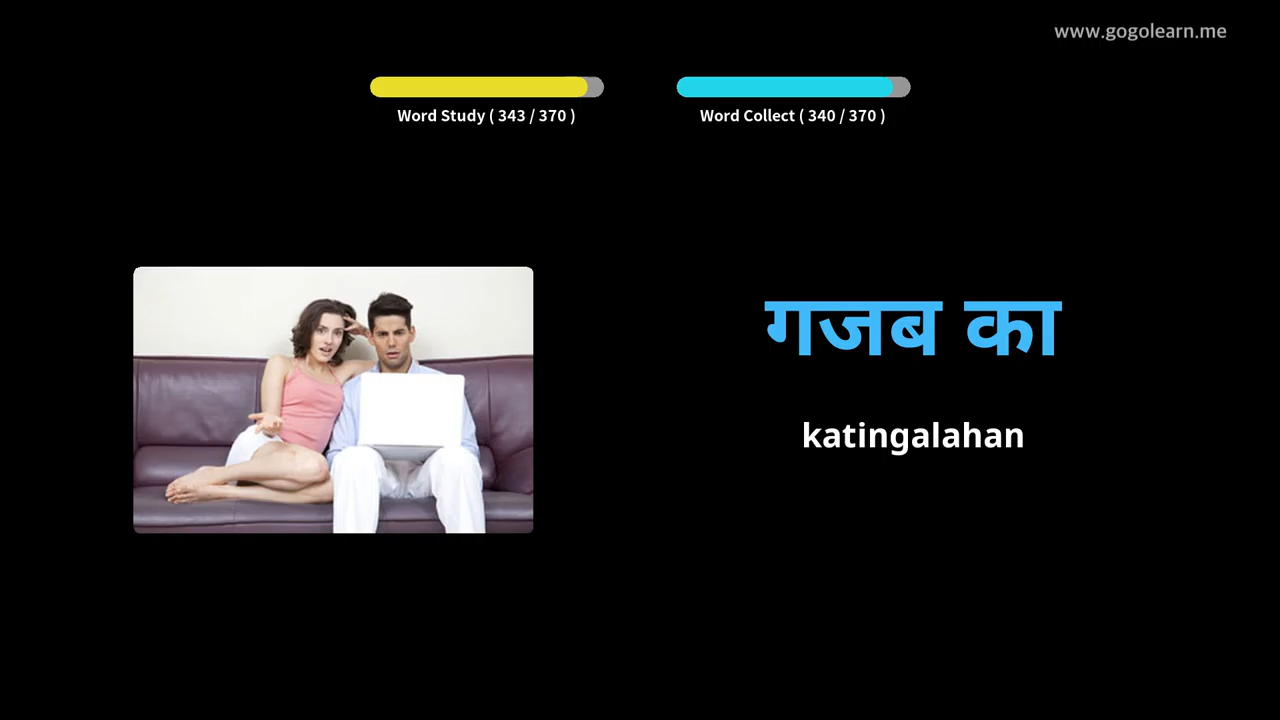 www.gogolearn.me
Word Study ( 343 / 370 )
Word Collect ( 340 / 370 )
गजब का
katingalahan